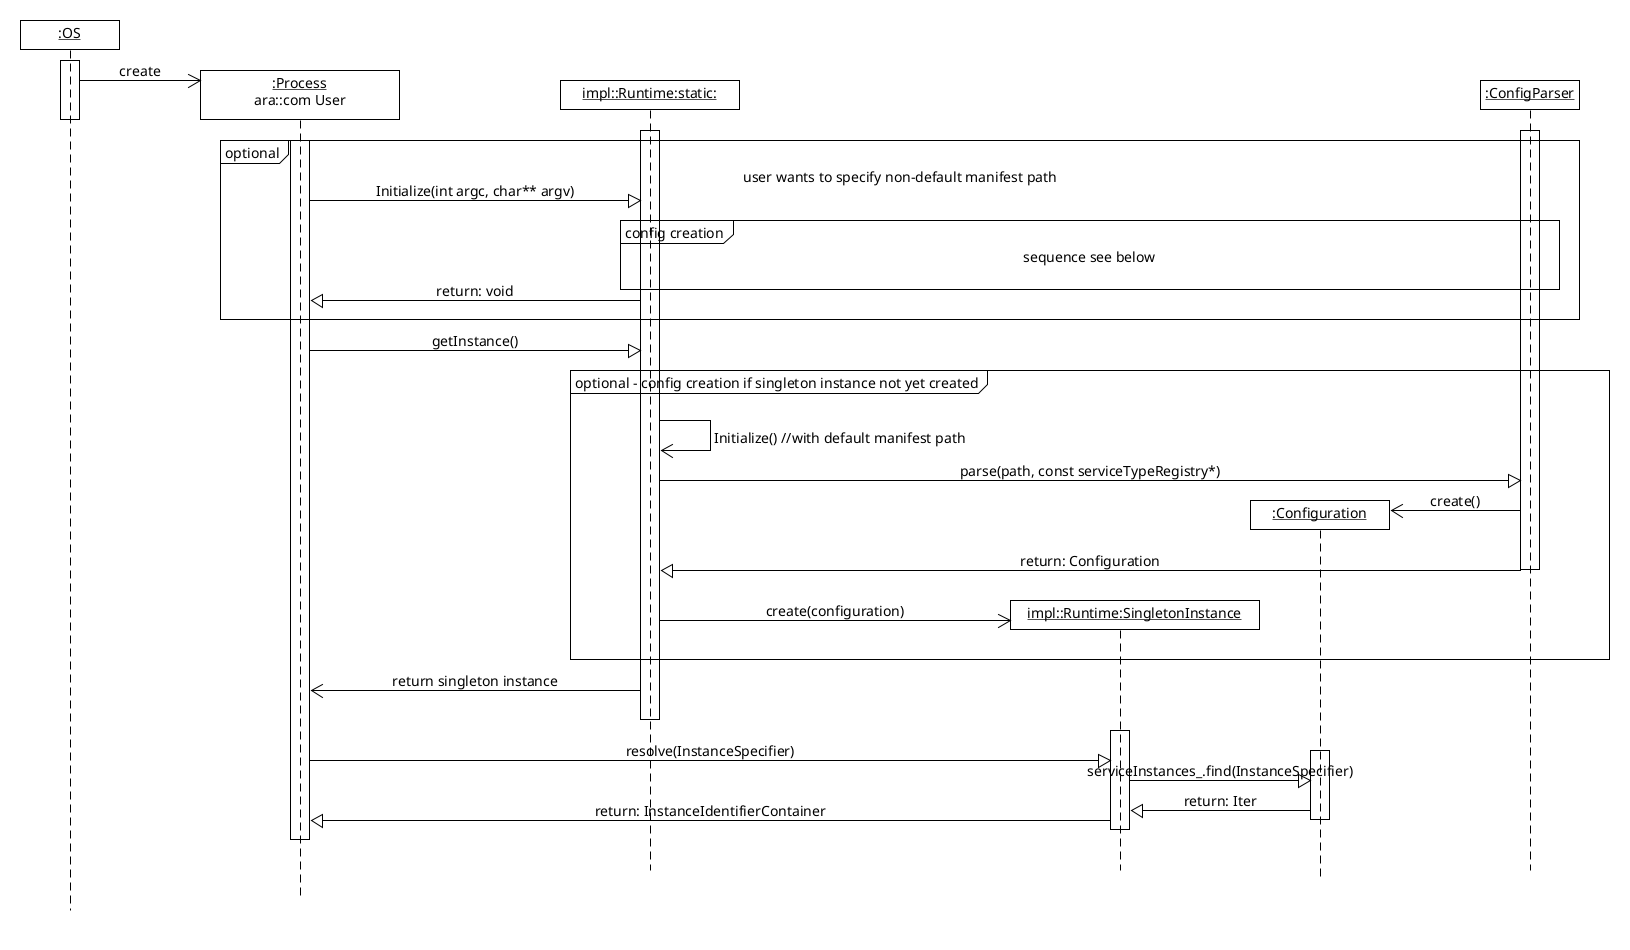 :OS
create
:Process
ara::com User
impl::Runtime:static:
:ConfigParser
optional
user wants to specify non-default manifest path
Initialize(int argc, char** argv)
config creation
sequence see below
return: void
getInstance()
optional - config creation if singleton instance not yet created
Initialize() //with default manifest path
parse(path, const serviceTypeRegistry*)
create()
:Configuration
return: Configuration
create(configuration)
impl::Runtime:SingletonInstance
return singleton instance
resolve(InstanceSpecifier)
serviceInstances_.find(InstanceSpecifier)
return: Iter
return: InstanceIdentifierContainer